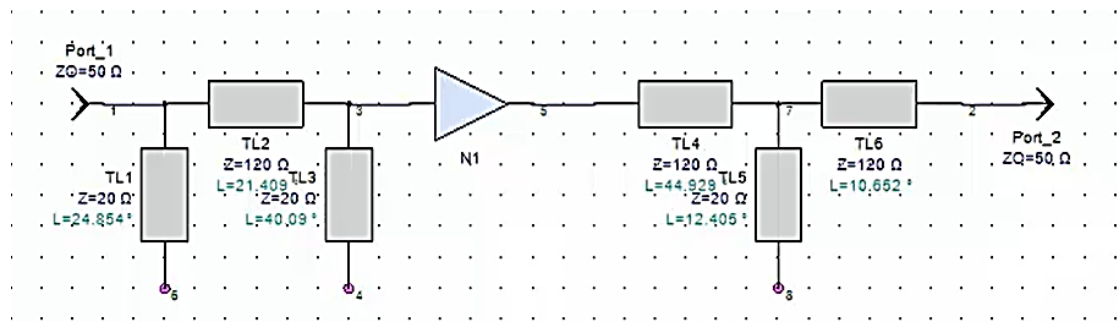 Port_1
ZO=50 Ω
1
3
5
7
2
TL2
Z=120 Ω
L=21.409 °
TL1
Z=20 Ω
L=24.854 °
TL3
Z=20 Ω
L=40.09 °
N1
TL4
Z=120 Ω
L=44.929 °
TL5
Z=20 Ω
L=12.405 °
TL6
Z=120 Ω
L=10.652 °
Port_2
ZO=50 Ω
6
4
8